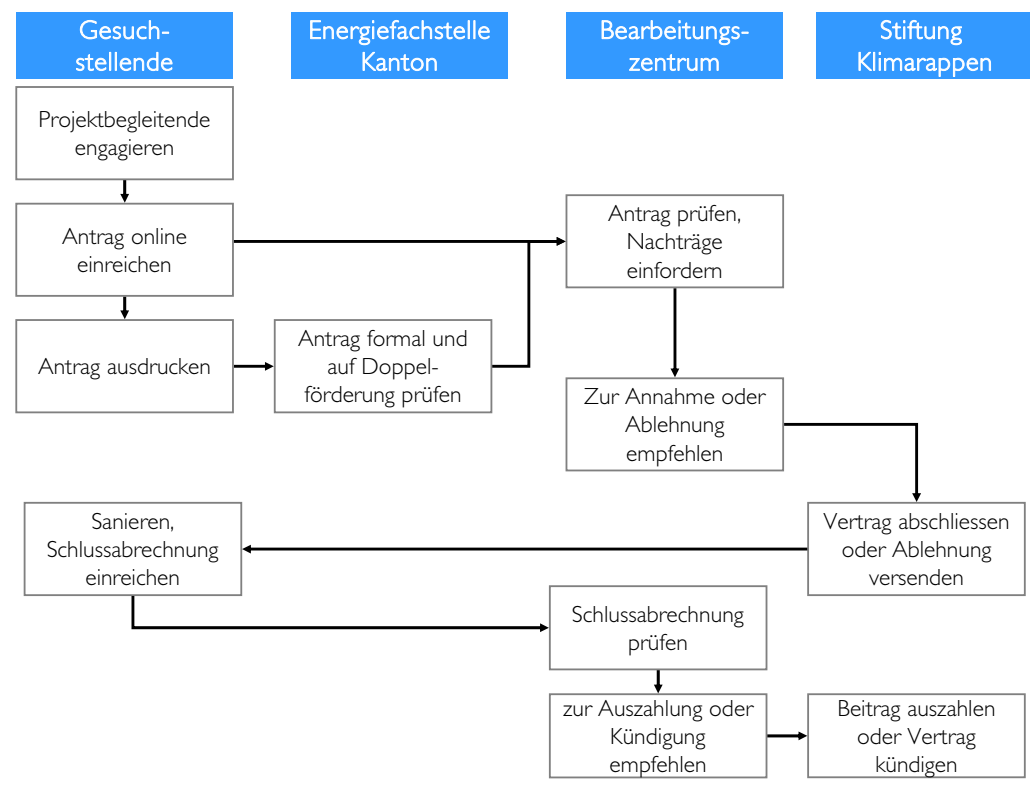 Gesuch-
stellende
Energiefachstelle
Kanton
Bearbeitungs-
zentrum
Stiftung
Klimarappen
Projektbegleitende
engagieren
Antrag online
einreichen
Antrag prüfen,
Nachträge
einfordern
Antrag ausdrucken
Antrag formal und
auf Doppel-
förderung prüfen
Zur Annahme oder
Ablehnung
empfehlen
Sanieren,
Schlussabrechnung
einreichen
Vertrag abschliessen
oder Ablehnung
versenden
Schlussabrechnung
prüfen
zur Auszahlung oder
Kündigung
empfehlen
Beitrag auszahlen
oder Vertrag
kündigen